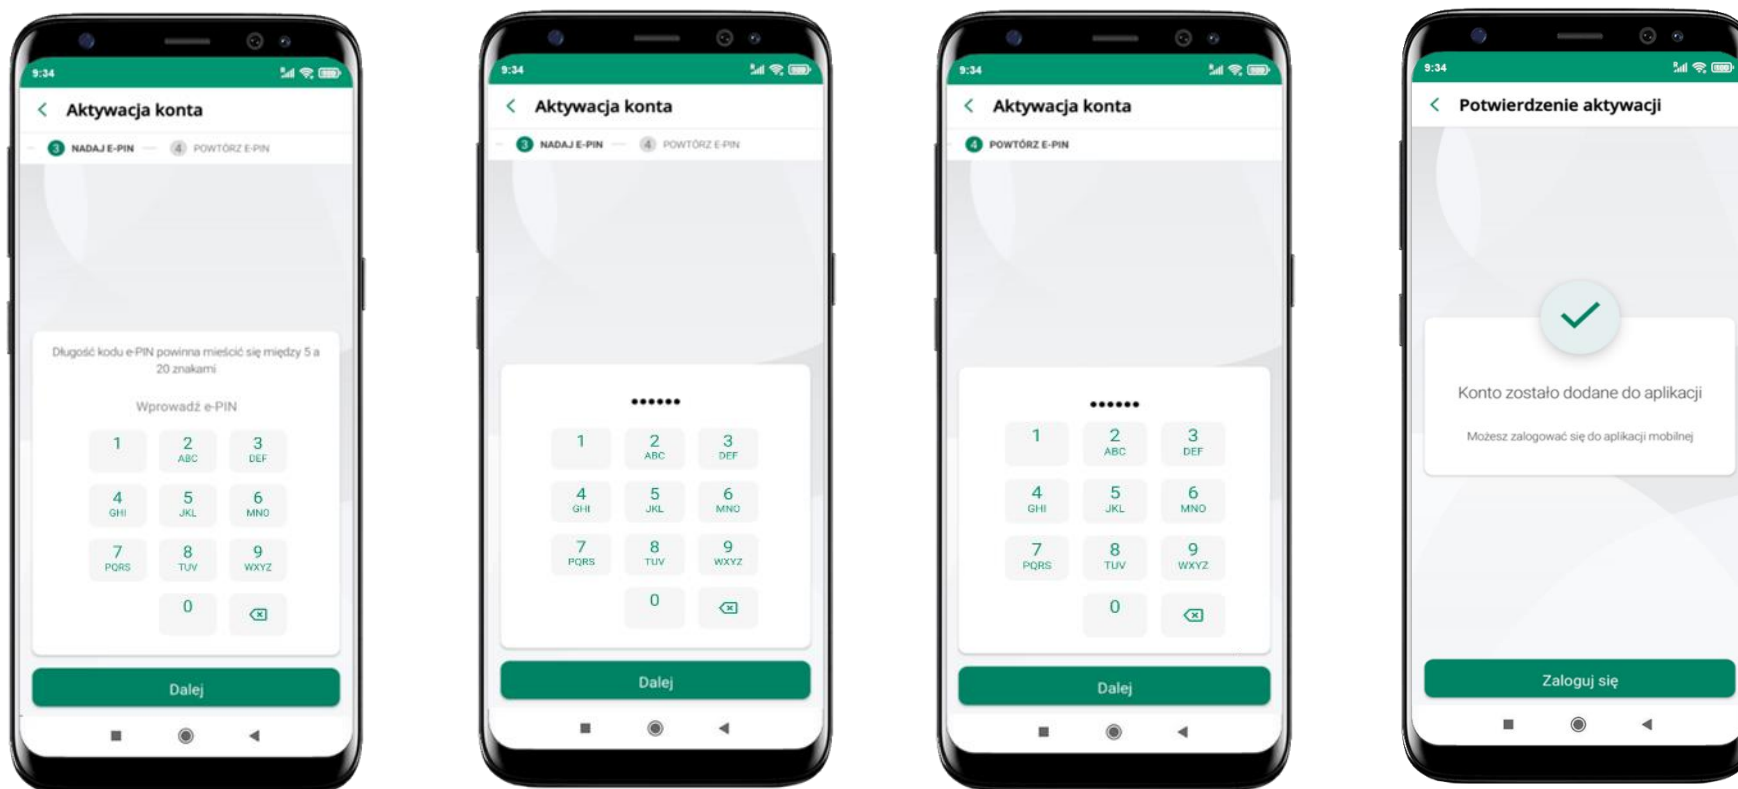 9:34
Aktywacja konta
3 NADAJ E-PIN 4 POWTÓRZ E-PIN
Długość kodu e-PIN powinna mieścić się między 5 a
20 znakami
Wprowadź e-PIN
1 2 3
ABC DEF
4 5 6
GHI JKL MNO
7 8 9
PQRS TUV WXYZ
0
Dalej
9:34
Aktywacja konta
3 NADAJ E-PIN 4 POWTÓRZ E-PIN
••••••
1 2 3
ABC DEF
4 5 6
GHI JKL MNO
7 8 9
PQRS TUV WXYZ
0
Dalej
9:34
Aktywacja konta
4 POWTÓRZ E-PIN
••••••
1 2 3
ABC DEF
4 5 6
GHI JKL MNO
7 8 9
PQRS TUV WXYZ
0
Dalej
9:34
Potwierdzenie aktywacji
Konto zostało dodane do aplikacji
Możesz zalogować się do aplikacji mobilnej
Zaloguj się